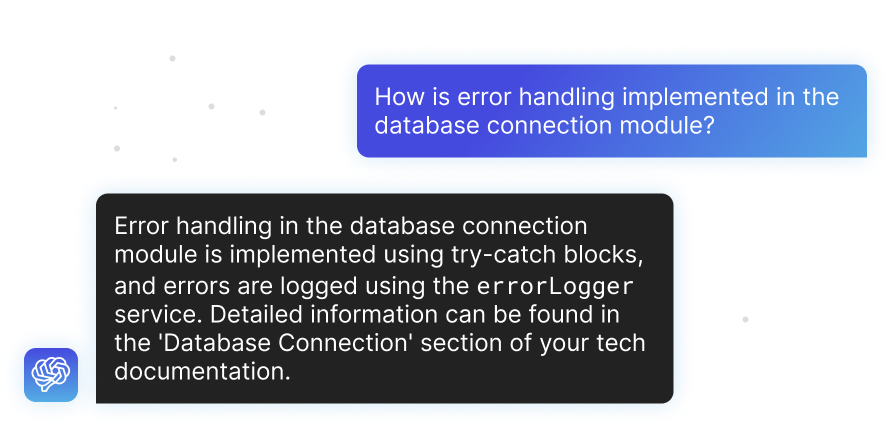 How is error handling implemented in the
database connection module?
Error handling in the database connection
module is implemented using try-catch blocks,
and errors are logged using the errorLogger
service. Detailed information can be found in
the 'Database Connection' section of your tech
documentation.